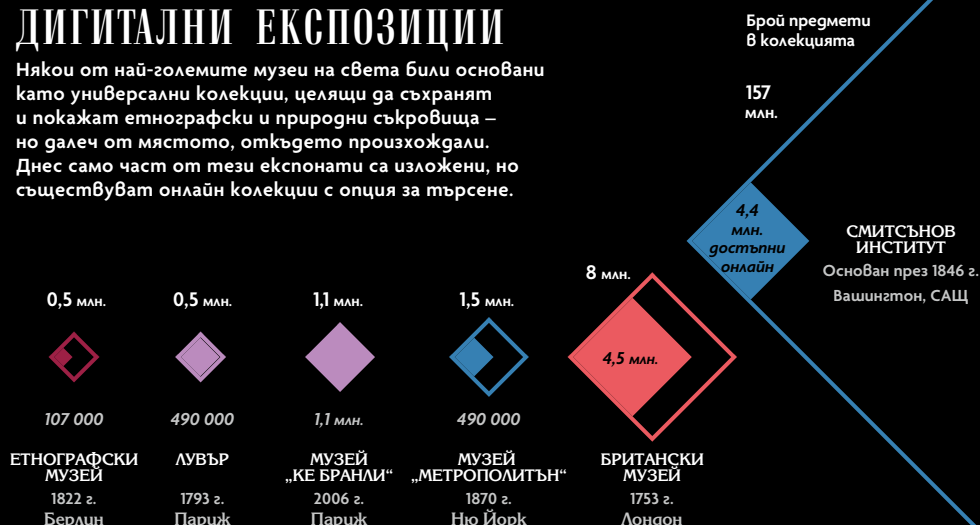 ДИГИТАЛНИ ЕКСПОЗИЦИИ
Някои от най-големите музеи на света били основани
като универсални колекции, целящи да съхранят
и покажат етнографски и природни съкровища –
но далеч от мястото, откъдето произхождали.
Днес само част от тези експонати са изложени, но
съществуват онлайн колекции с опция за търсене.
Брой предмети
в колекцията
157
млн.
4,4
млн.
достъпни
онлайн
СМИТСЪНОВ
ИНСТИТУТ
Основан през 1846 г.
Вашингтон, САЩ
0,5 млн.
107 000
ЕТНОГРАФСКИ
МУЗЕЙ
1822 г.
Берлин
0,5 млн.
490 000
ЛУВЪР
1793 г.
Париж
1,1 млн.
1,1 млн.
МУЗЕЙ
„КЕ БРАНЛИ“
2006 г.
Париж
1,5 млн.
490 000
МУЗЕЙ
„МЕТРОПОЛИТЪН“
1870 г.
Ню Йорк
8 млн.
4,5 млн.
БРИТАНСКИ
МУЗЕЙ
1753 г.
Лондон